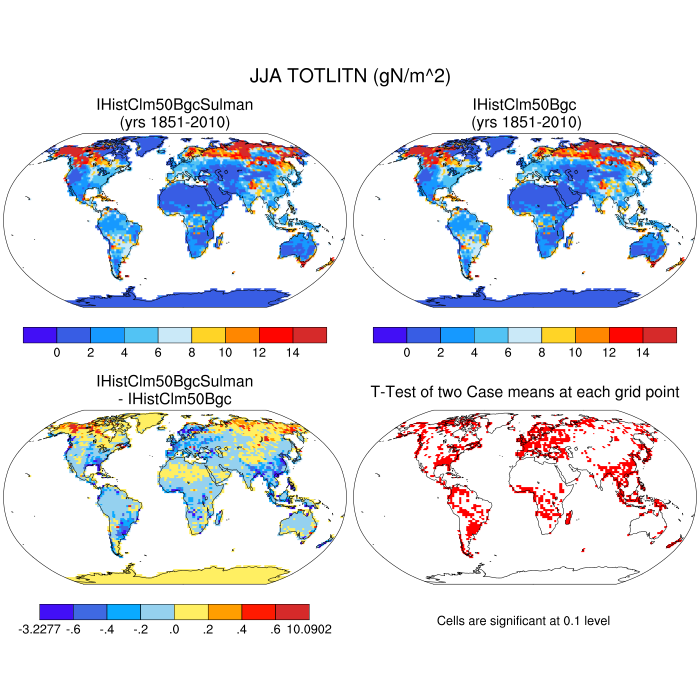 JJA TOTLITN (gN/m^2)
IHistClm50BgcSulman
(yrs 1851-2010)
IHistClm50Bgc
(yrs 1851-2010)
0 2 4 6 8 10 12 14
0 2 4 6 8 10 12 14
IHistClm50BgcSulman
- IHistClm50Bgc
T-Test of two Case means at each grid point
-3.2277 -.6 -.4 -.2 .0 .2 .4 .6 10.0902
Cells are significant at 0.1 level